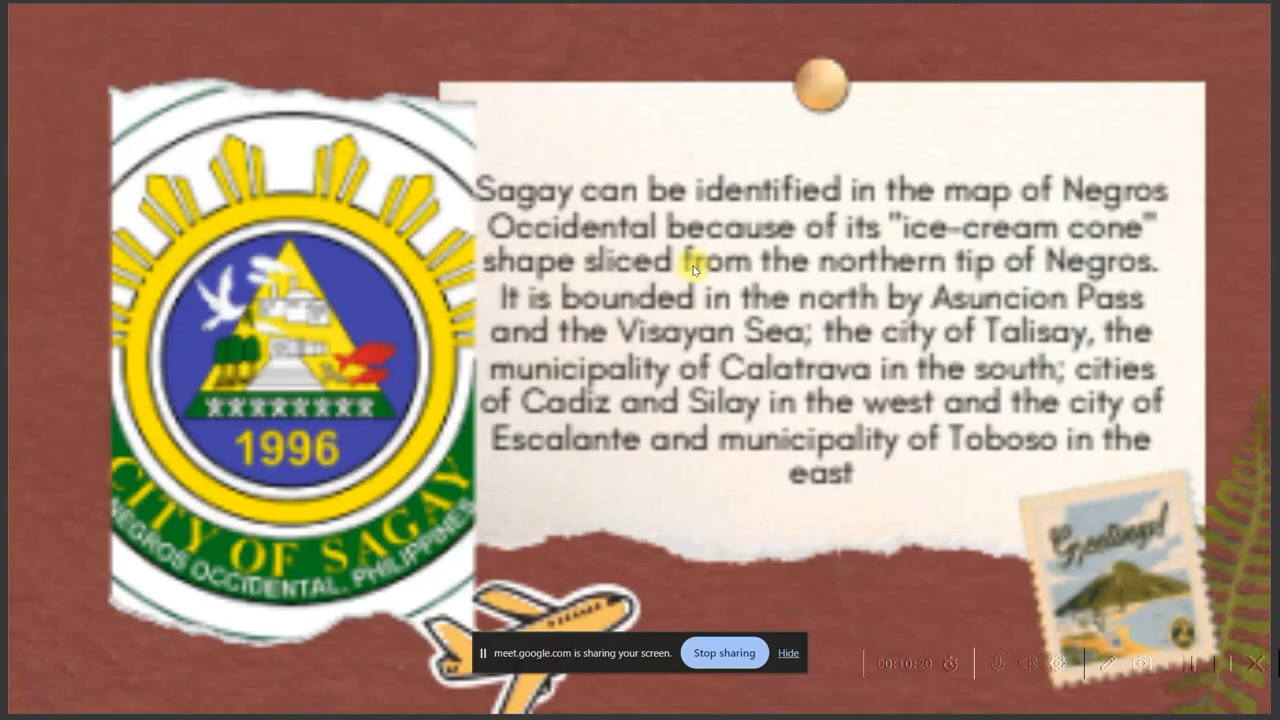 Sagay can be identified in the map of Negros
Occidental because of its "ice-cream cone"
shape sliced from the northern tip of Negros.
It is bounded in the north by Asuncion Pass
and the Visayan Sea; the city of Talisay, the
municipality of Calatrava in the south; cities
of Cadiz and Silay in the west and the city of
Escalante and municipality of Toboso in the
east
1996
CITY OF SAGAY
NEGROS OCCIDENTAL, PHILIPPINES
Greetings!
meet.google.com is sharing your screen.
Stop sharing
Hide
00:10:20